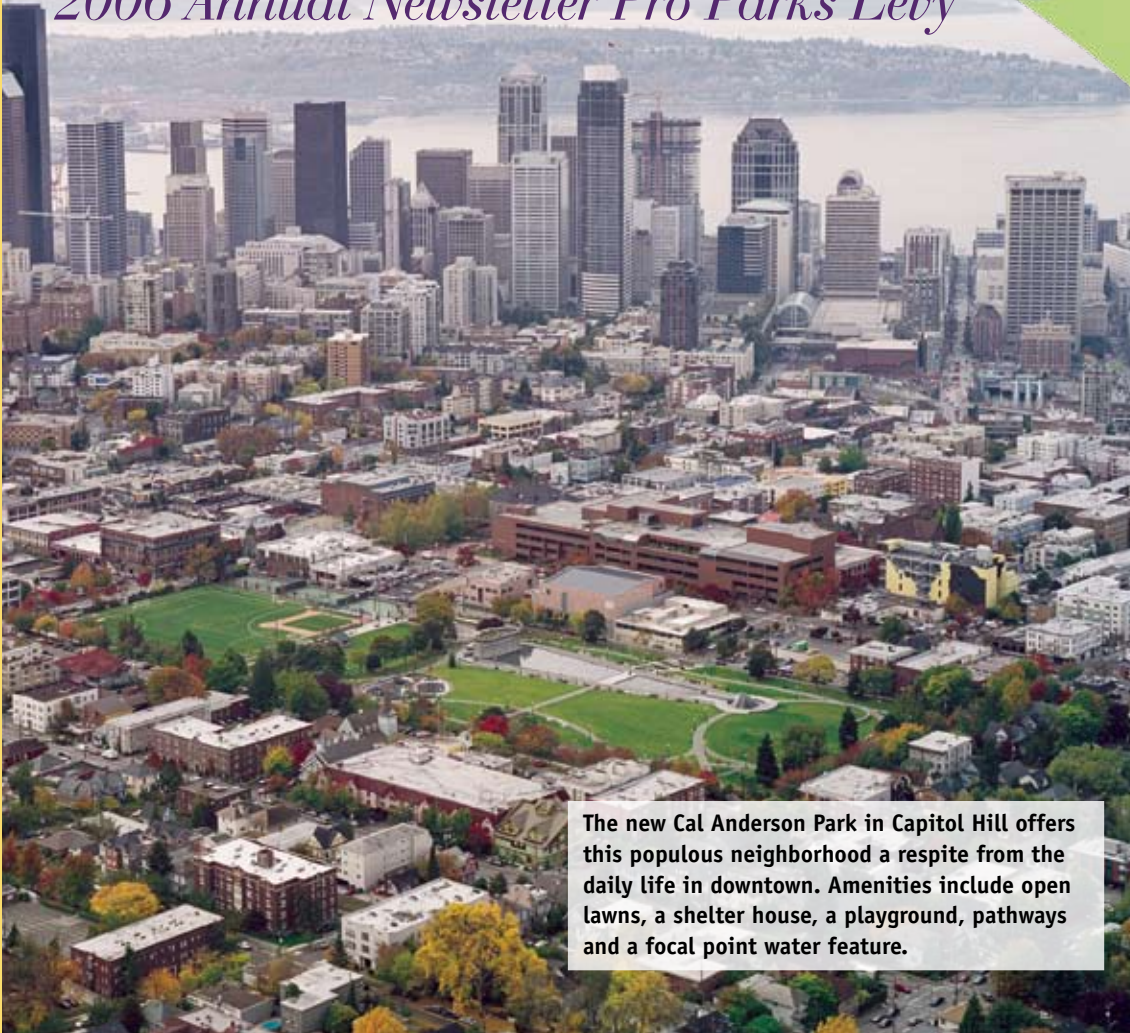 2006 Annual Newsletter Pro Parks Levy
The new Cal Anderson Park in Capitol Hill offers
this populous neighborhood a respite from the
daily life in downtown. Amenities include open
lawns, a shelter house, a playground, pathways
and a focal point water feature.